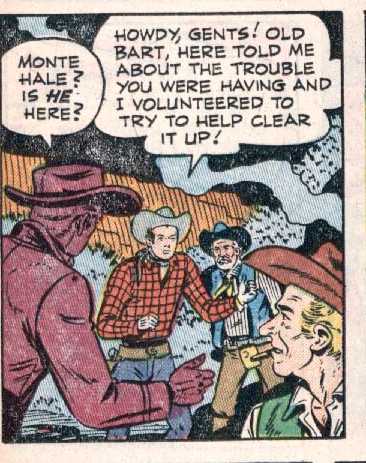 MONTE
HALE?
IS HE
HERE?
HOWDY, GENTS! OLD
BART, HERE TOLD ME
ABOUT THE TROUBLE
YOU WERE HAVING AND
I VOLUNTEERED TO
TRY TO HELP CLEAR
IT UP!